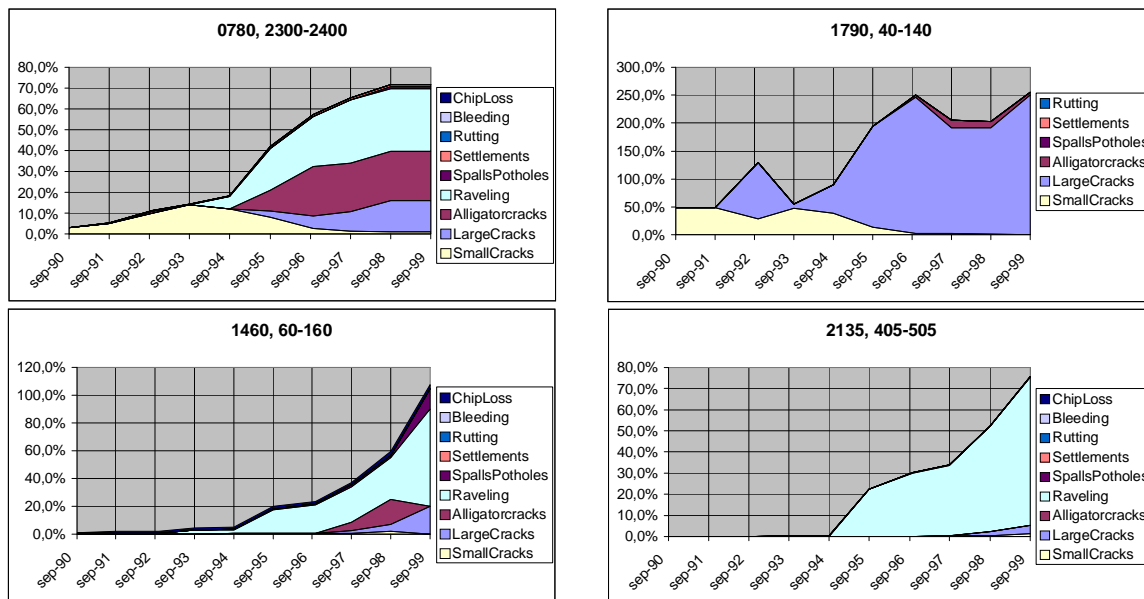 0780, 2300-2400
80,0%
70,0%
60,0%
50,0%
40,0%
30,0%
20,0%
10,0%
0,0%
sep-90
sep-91
sep-92
sep-93
sep-94
sep-95
sep-96
sep-97
sep-98
sep-99
ChipLoss
Bleeding
Rutting
Settlements
SpallsPotholes
Raveling
Alligatorcracks
LargeCracks
SmallCracks
1790, 40-140
300,0%
250,0%
200,0%
150,0%
100,0%
50,0%
0,0%
sep-90
sep-91
sep-92
sep-93
sep-94
sep-95
sep-96
sep-97
sep-98
sep-99
Rutting
Settlements
SpallsPotholes
Alligatorcracks
LargeCracks
SmallCracks
1460, 60-160
120,0%
100,0%
80,0%
60,0%
40,0%
20,0%
0,0%
sep-90
sep-91
sep-92
sep-93
sep-94
sep-95
sep-96
sep-97
sep-98
sep-99
ChipLoss
Bleeding
Rutting
Settlements
SpallsPotholes
Raveling
Alligatorcracks
LargeCracks
SmallCracks
2135, 405-505
80,0%
70,0%
60,0%
50,0%
40,0%
30,0%
20,0%
10,0%
0,0%
sep-90
sep-91
sep-92
sep-93
sep-94
sep-95
sep-96
sep-97
sep-98
sep-99
ChipLoss
Bleeding
Rutting
Settlements
SpallsPotholes
Raveling
Alligatorcracks
LargeCracks
SmallCracks